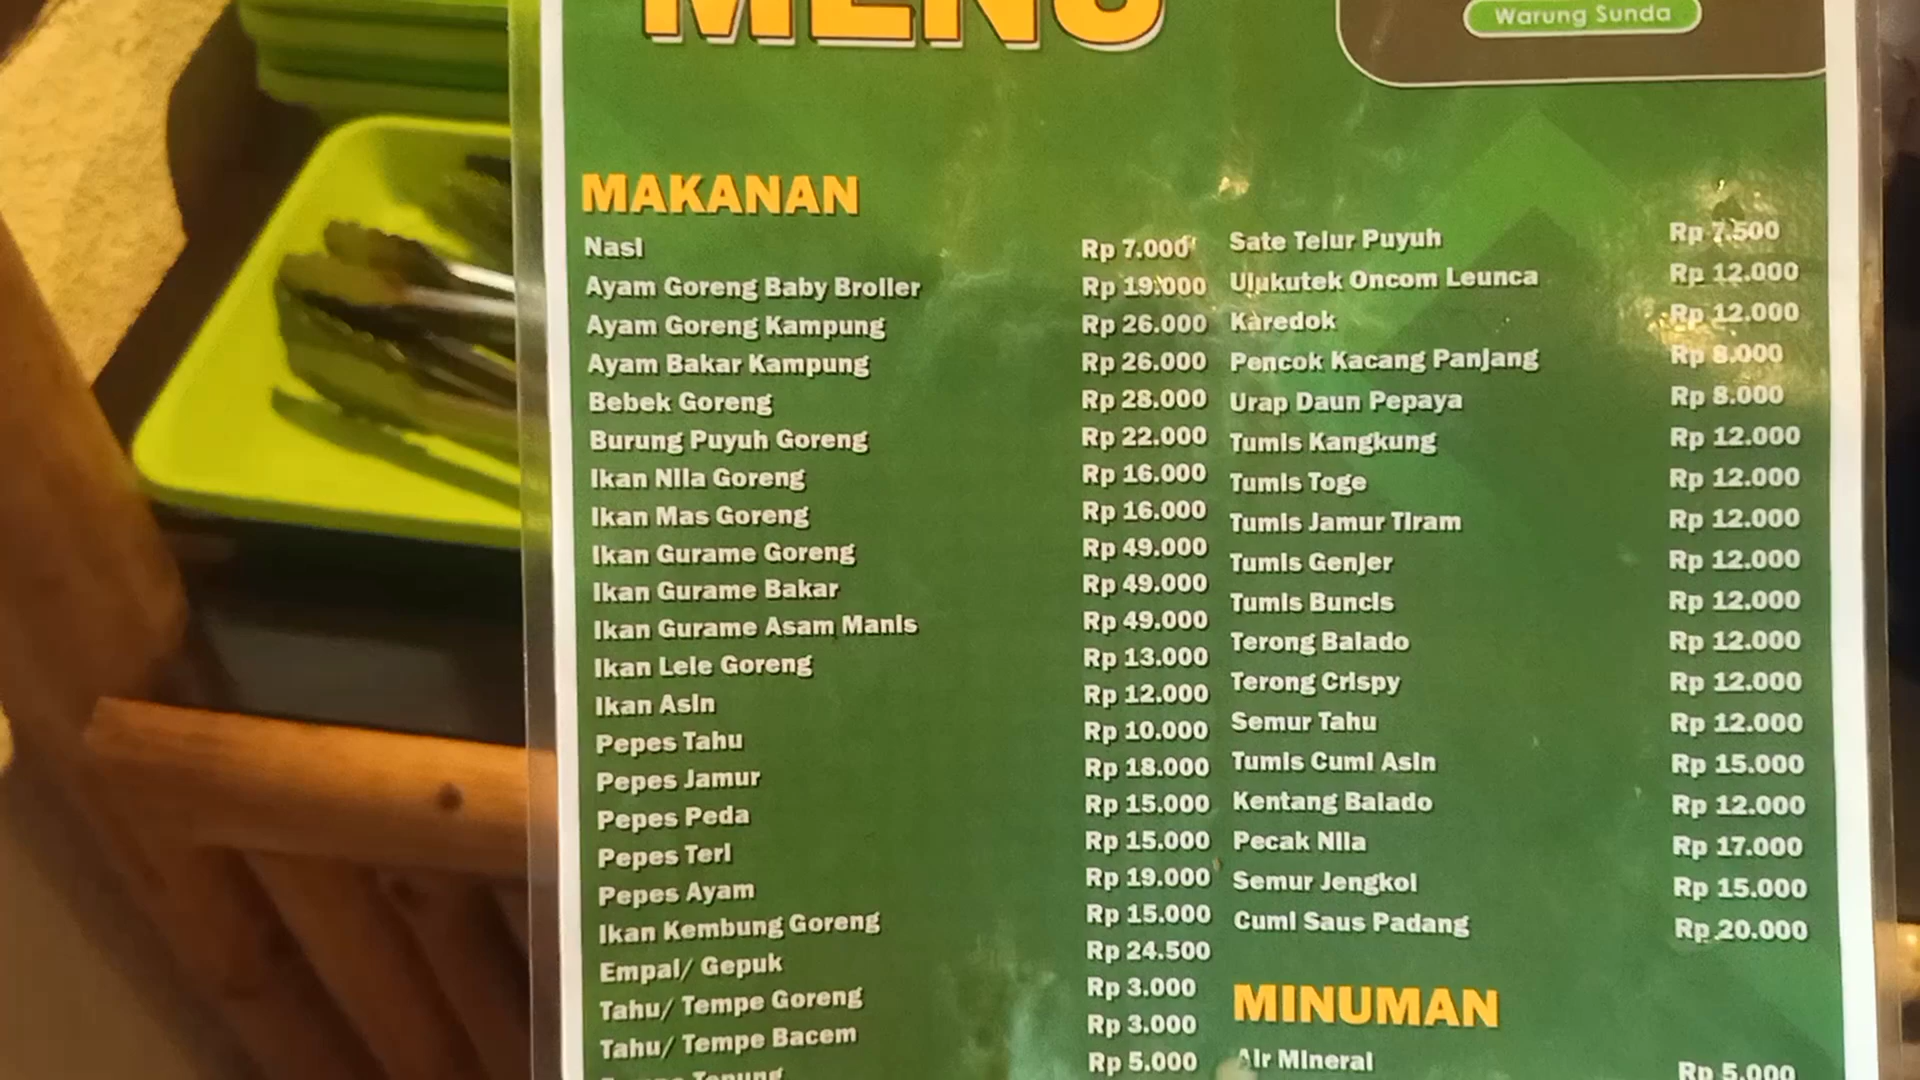 MENU
Warung Sunda
MAKANAN
Nasi Rp 7.000
Ayam Goreng Baby Broiler Rp 19.000
Ayam Goreng Kampung Rp 26.000
Ayam Bakar Kampung Rp 26.000
Bebek Goreng Rp 28.000
Burung Puyuh Goreng Rp 22.000
Ikan Nila Goreng Rp 16.000
Ikan Mas Goreng Rp 16.000
Ikan Gurame Goreng Rp 49.000
Ikan Gurame Bakar Rp 49.000
Ikan Gurame Asam Manis Rp 49.000
Ikan Lele Goreng Rp 13.000
Ikan Asin Rp 12.000
Pepes Tahu Rp 10.000
Pepes Jamur Rp 18.000
Pepes Peda Rp 15.000
Pepes Teri Rp 15.000
Pepes Ayam Rp 19.000
Ikan Kembung Goreng Rp 15.000
Empal/ Gepuk Rp 24.500
Tahu/ Tempe Goreng Rp 3.000
Tahu/ Tempe Bacem Rp 3.000
Tepung Rp 5.000
Sate Telur Puyuh Rp 7.500
Ulukutek Oncom Leunca Rp 12.000
Karedok Rp 12.000
Pencok Kacang Panjang Rp 8.000
Urap Daun Pepaya Rp 8.000
Tumis Kangkung Rp 12.000
Tumis Toge Rp 12.000
Tumis Jamur Tiram Rp 12.000
Tumis Genjer Rp 12.000
Tumis Buncis Rp 12.000
Terong Balado Rp 12.000
Terong Crispy Rp 12.000
Semur Tahu Rp 12.000
Tumis Cumi Asin Rp 15.000
Kentang Balado Rp 12.000
Pecak Nila Rp 17.000
Semur Jengkol Rp 15.000
Cumi Saus Padang Rp 20.000
MINUMAN
Air Mineral Rp 5.000